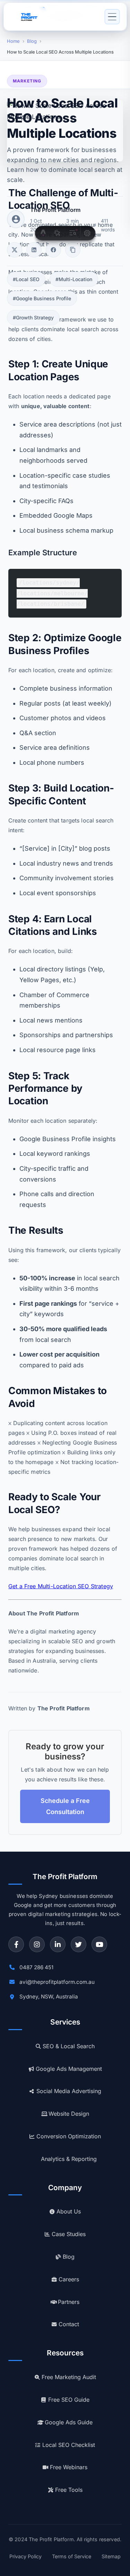 THE
PROFIT
PLATFORM
Home
Blog
How to Scale Local SEO Across Multiple Locations
MARKETING
How to Scale Local
SEO Across
Multiple Locations
A proven framework for businesses
expanding to new cities and regions.
Learn how to dominate local search at
scale.
The Profit Platform
The Challenge of Multi-
Location SEO
#Local SEO
#Multi-Location
#Google Business Profile
#Growth Strategy
help clients dominate local search across
dozens of cities.
Step 1: Create Unique
Location Pages
Each location needs a dedicated page
with unique, valuable content:
• Service area descriptions (not just
addresses)
• Local landmarks and
neighborhoods served
• Location-specific case studies
and testimonials
• City-specific FAQs
• Embedded Google Maps
• Local business schema markup
Example Structure
Step 2: Optimize Google
Business Profiles
For each location, create and optimize:
• Complete business information
• Regular posts (at least weekly)
• Customer photos and videos
• Q&A section
• Service area definitions
• Local phone numbers
Step 3: Build Location-
Specific Content
Create content that targets local search
intent:
• "[Service] in [City]" blog posts
• Local industry news and trends
• Community involvement stories
• Local event sponsorships
Step 4: Earn Local
Citations and Links
For each location, build:
• Local directory listings (Yelp,
Yellow Pages, etc.)
• Chamber of Commerce
memberships
• Local news mentions
• Sponsorships and partnerships
• Local resource page links
Step 5: Track
Performance by
Location
Monitor each location separately:
• Google Business Profile insights
• Local keyword rankings
• City-specific traffic and
conversions
• Phone calls and direction
requests
The Results
Using this framework, our clients typically
see:
• 50-100% increase in local search
visibility within 3-6 months
• First page rankings for "service +
city" keywords
• 30-50% more qualified leads
from local search
• Lower cost per acquisition
compared to paid ads
Common Mistakes to
Avoid
x Duplicating content across location
pages x Using P.O. boxes instead of real
addresses x Neglecting Google Business
Profile optimization x Building links only
to homepage x Not tracking location-
specific metrics
Ready to Scale Your
Local SEO?
We help businesses expand their local
search presence across multiple
locations. Our proven framework has
helped dozens of businesses dominate
local search in multiple cities.
Get a Free Multi-Location SEO Strategy
About The Profit Platform
We're a digital marketing agency
specializing in scalable SEO and growth
strategies. Based in Australia, serving clients
nationwide.
Written by The Profit Platform
Ready to grow your
business?
Let's talk about how we can help
you achieve results like these.
Schedule a Free
Consultation
The Profit Platform
We help Sydney businesses dominate
Google and get more customers through
proven digital marketing strategies. No lock-
ins, just results.
0487 286 451
avi@theprofitplatform.com.au
Sydney, NSW, Australia
Services
SEO & Local Search
Google Ads Management
Social Media Advertising
Website Design
Conversion Optimization
Analytics & Reporting
Company
About Us
Case Studies
Blog
Careers
Partners
Contact
Resources
Free Marketing Audit
Free SEO Guide
Google Ads Guide
Local SEO Checklist
Free Webinars
Free Tools
© 2024 The Profit Platform. All rights reserved.
Privacy Policy
Terms of Service
Sitemap